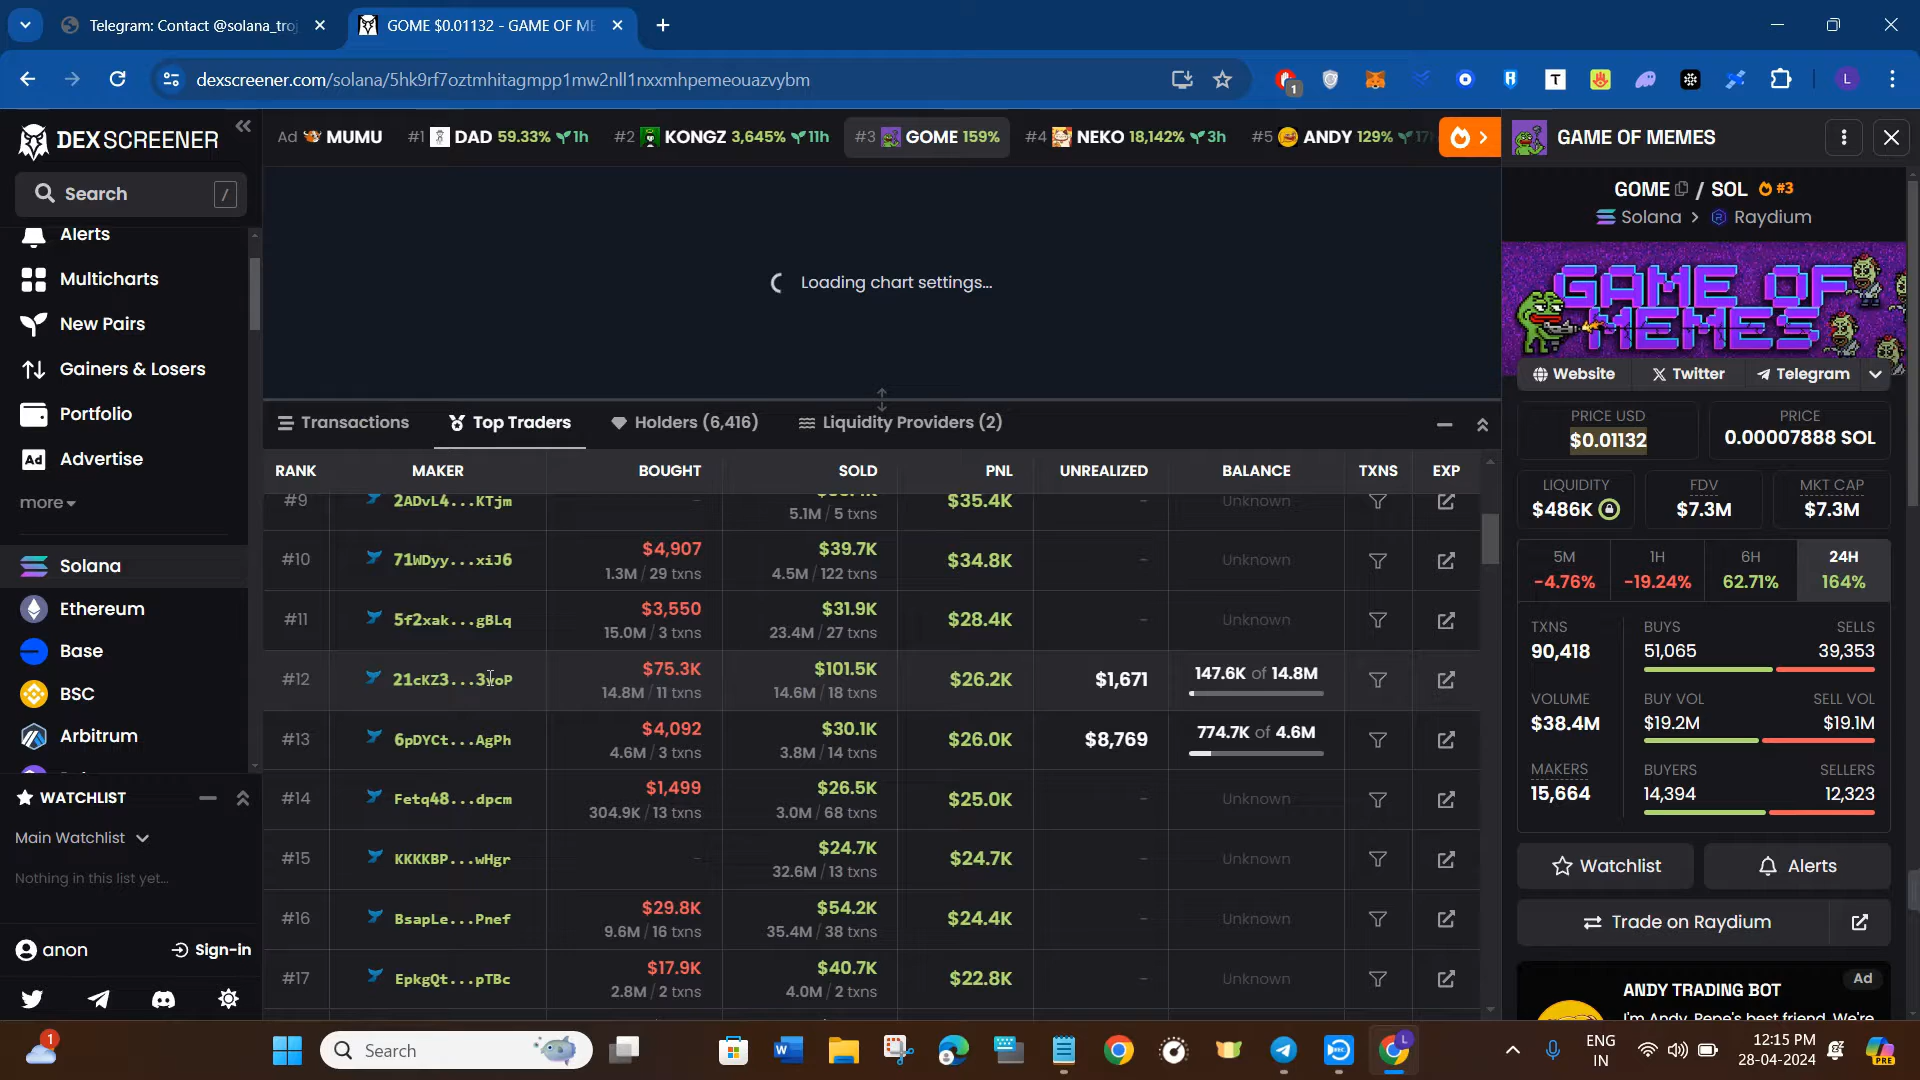 Telegram: Contact @solana_troj
GOME $0.01132 - GAME OF ME
dexscreener.com/solana/5hk9rf7oztmhitagmpp1mw2nll1nxxmhpemeouazvybm
1
L
DEX SCREENER
Search
/
Alerts
Multicharts
New Pairs
Gainers & Losers
Portfolio
Ad
Advertise
more
Solana
Ethereum
Base
BSC
Arbitrum
WATCHLIST
Main Watchlist
Nothing in this list yet...
anon
Sign-in
Ad MUMU #1 DAD 59.33% 1h #2 KONGZ 3,645% 11h #3 GOME 159% #4 NEKO 18,142% 3h #5 ANDY 129% 17
Loading chart settings...
Transactions Top Traders Holders (6,416) Liquidity Providers (2)
RANK MAKER BOUGHT SOLD PNL UNREALIZED BALANCE TXNS EXP
#9 2ADvL4...KTjm - $35.4K - Unknown
5.1M / 5 txns
#10 71WDyy...xiJ6 $4,907 $39.7K $34.8K - Unknown
1.3M / 29 txns 4.5M / 122 txns
#11 5f2xak...gBLq $3,550 $31.9K $28.4K - Unknown
15.0M / 3 txns 23.4M / 27 txns
#12 $75.3K $101.5K $26.2K $1,671 147.6K of 14.8M
14.8M / 11 txns 14.6M / 18 txns
#13 6pDYCt...AgPh $4,092 $30.1K $26.0K $8,769 774.7K of 4.6M
4.6M / 3 txns 3.8M / 14 txns
#14 Fetq48...dpcm $1,499 $26.5K $25.0K - Unknown
304.9K / 13 txns 3.0M / 68 txns
#15 KKKKBP...wHgr - $24.7K $24.7K - Unknown
32.6M / 13 txns
#16 BsapLe...Pnef $29.8K $54.2K $24.4K - Unknown
9.6M / 16 txns 35.4M / 38 txns
#17 EpkgQt...pTBc $17.9K $40.7K $22.8K - Unknown
2.8M / 2 txns 4.0M / 2 txns
GAME OF MEMES
GOME / SOL #3
Solana > Raydium
GAME OF
MEMES
Website Twitter Telegram
PRICE USD PRICE
$0.01132 0.00007888 SOL
LIQUIDITY FDV MKT CAP
$486K $7.3M $7.3M
5M 1H 6H 24H
-4.76% -19.24% 62.71% 164%
TXNS BUYS SELLS
90,418 51,065 39,353
VOLUME BUY VOL SELL VOL
$38.4M $19.2M $19.1M
MAKERS BUYERS SELLERS
15,664 14,394 12,323
Watchlist Alerts
Trade on Raydium
Ad
ANDY TRADING BOT
I'm Andy, Pepe's best friend. We're
1
Search
ENG
IN
12:15 PM
28-04-2024
PRE